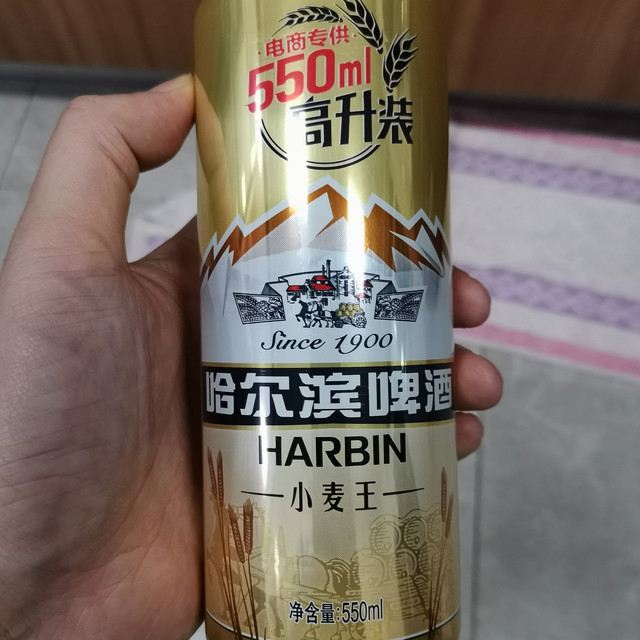 ·电商专供·
550ml
高升装
Since 1900
哈尔滨啤酒
HARBIN
小麦王
净含量:550ml